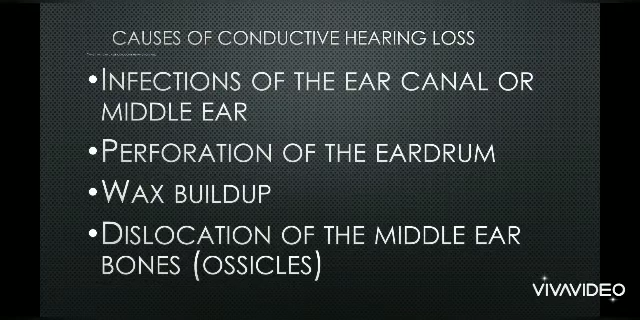 CAUSES OF CONDUCTIVE HEARING LOSS
•INFECTIONS OF THE EAR CANAL OR
MIDDLE EAR
•PERFORATION OF THE EARDRUM
•WAX BUILDUP
•DISLOCATION OF THE MIDDLE EAR
BONES (OSSICLES)
VIVAVIDEO